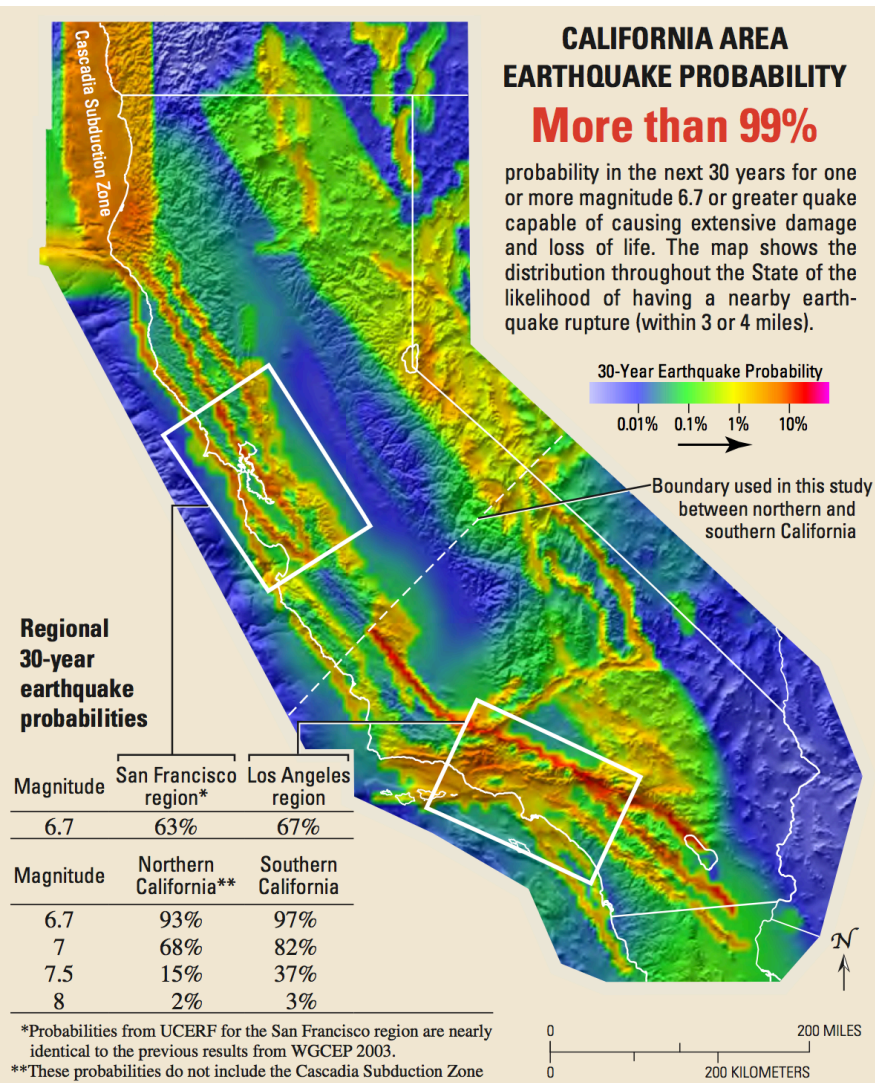 CALIFORNIA AREA
EARTHQUAKE PROBABILITY
More than 99%
probability in the next 30 years for one
or more magnitude 6.7 or greater quake
capable of causing extensive damage
and loss of life. The map shows the
distribution throughout the State of the
likelihood of having a nearby earth-
quake rupture (within 3 or 4 miles).
Cascadia Subduction Zone
30-Year Earthquake Probability
0.01% 0.1% 1% 10%
Boundary used in this study
between northern and
southern California
Regional
30-year
earthquake
probabilities
Magnitude San Francisco region* Los Angeles region
6.7 63% 67%
Magnitude Northern California** Southern California
6.7 93% 97%
7 68% 82%
7.5 15% 37%
8 2% 3%
*Probabilities from UCERF for the San Francisco region are nearly
identical to the previous results from WGCEP 2003.
**These probabilities do not include the Cascadia Subduction Zone
N
0 200 MILES
0 200 KILOMETERS